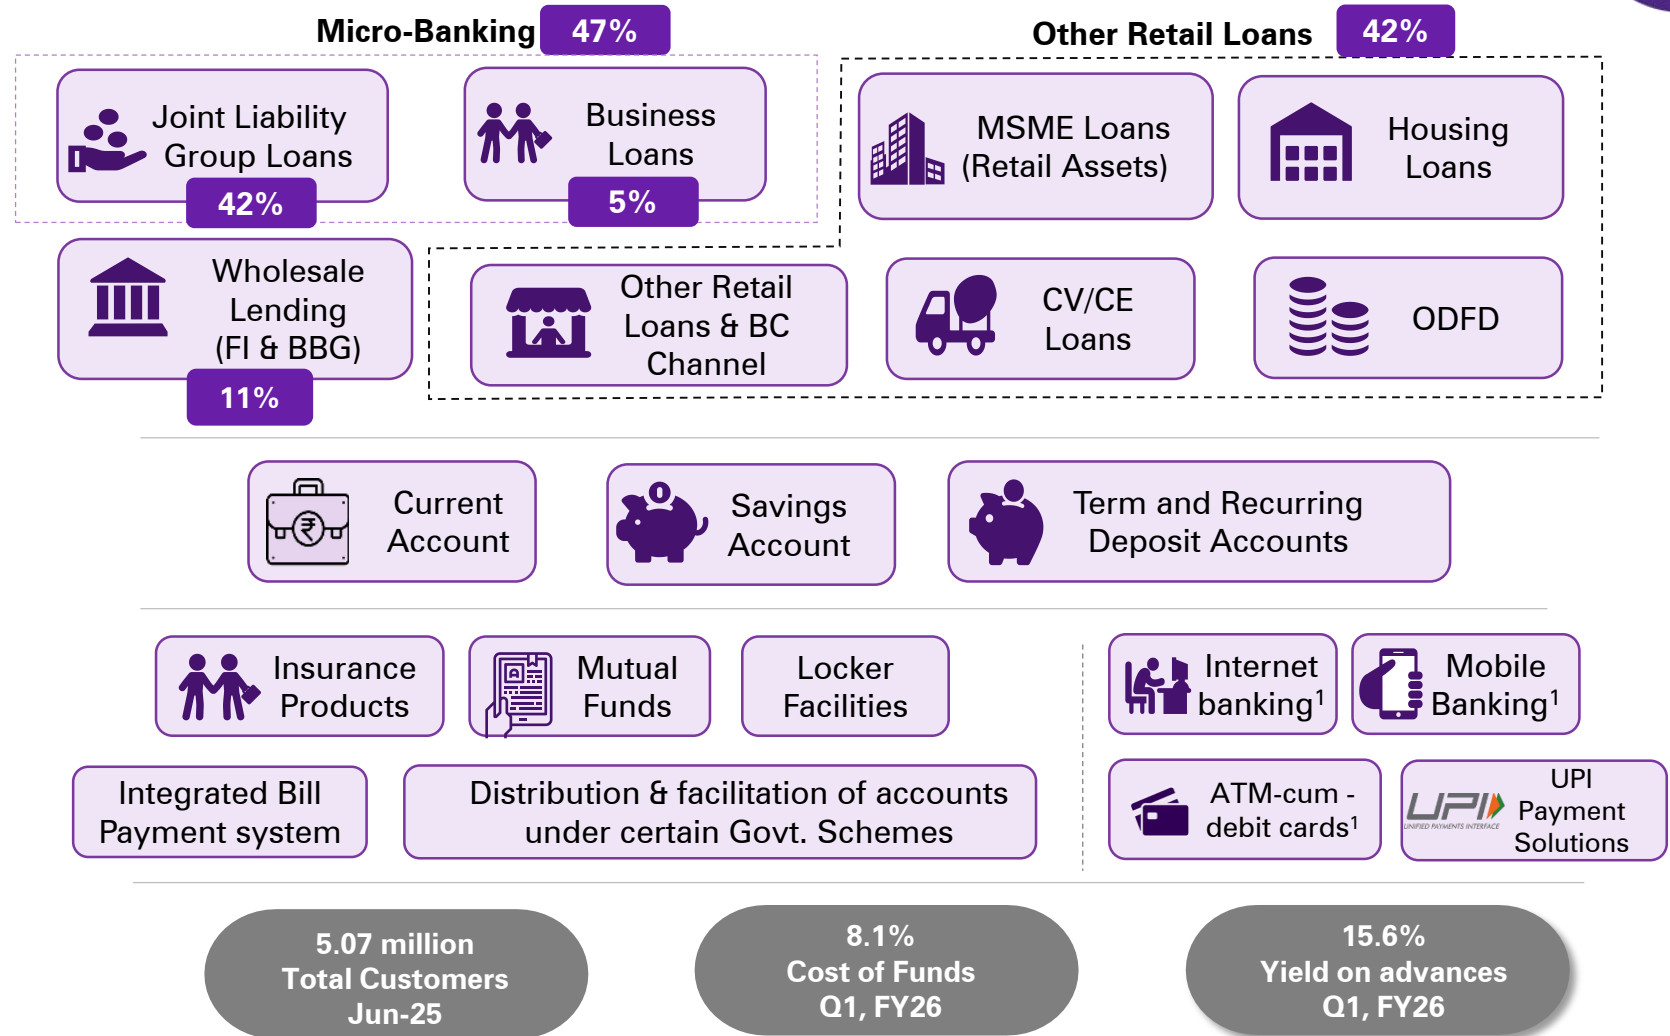 Micro-Banking 47%
Other Retail Loans 42%
Joint Liability
Group Loans
42%
Business
Loans
5%
MSME Loans
(Retail Assets)
Housing
Loans
Wholesale
Lending
(FI & BBG)
11%
Other Retail
Loans & BC
Channel
CV/CE
Loans
ODFD
Current
Account
Savings
Account
Term and Recurring
Deposit Accounts
Insurance
Products
Mutual
Funds
Locker
Facilities
Internet
banking¹
Mobile
Banking¹
Integrated Bill
Payment system
Distribution & facilitation of accounts
under certain Govt. Schemes
ATM-cum -
debit cards¹
UPI
UNIFIED PAYMENTS INTERFACE
UPI
Payment
Solutions
5.07 million
Total Customers
Jun-25
8.1%
Cost of Funds
Q1, FY26
15.6%
Yield on advances
Q1, FY26